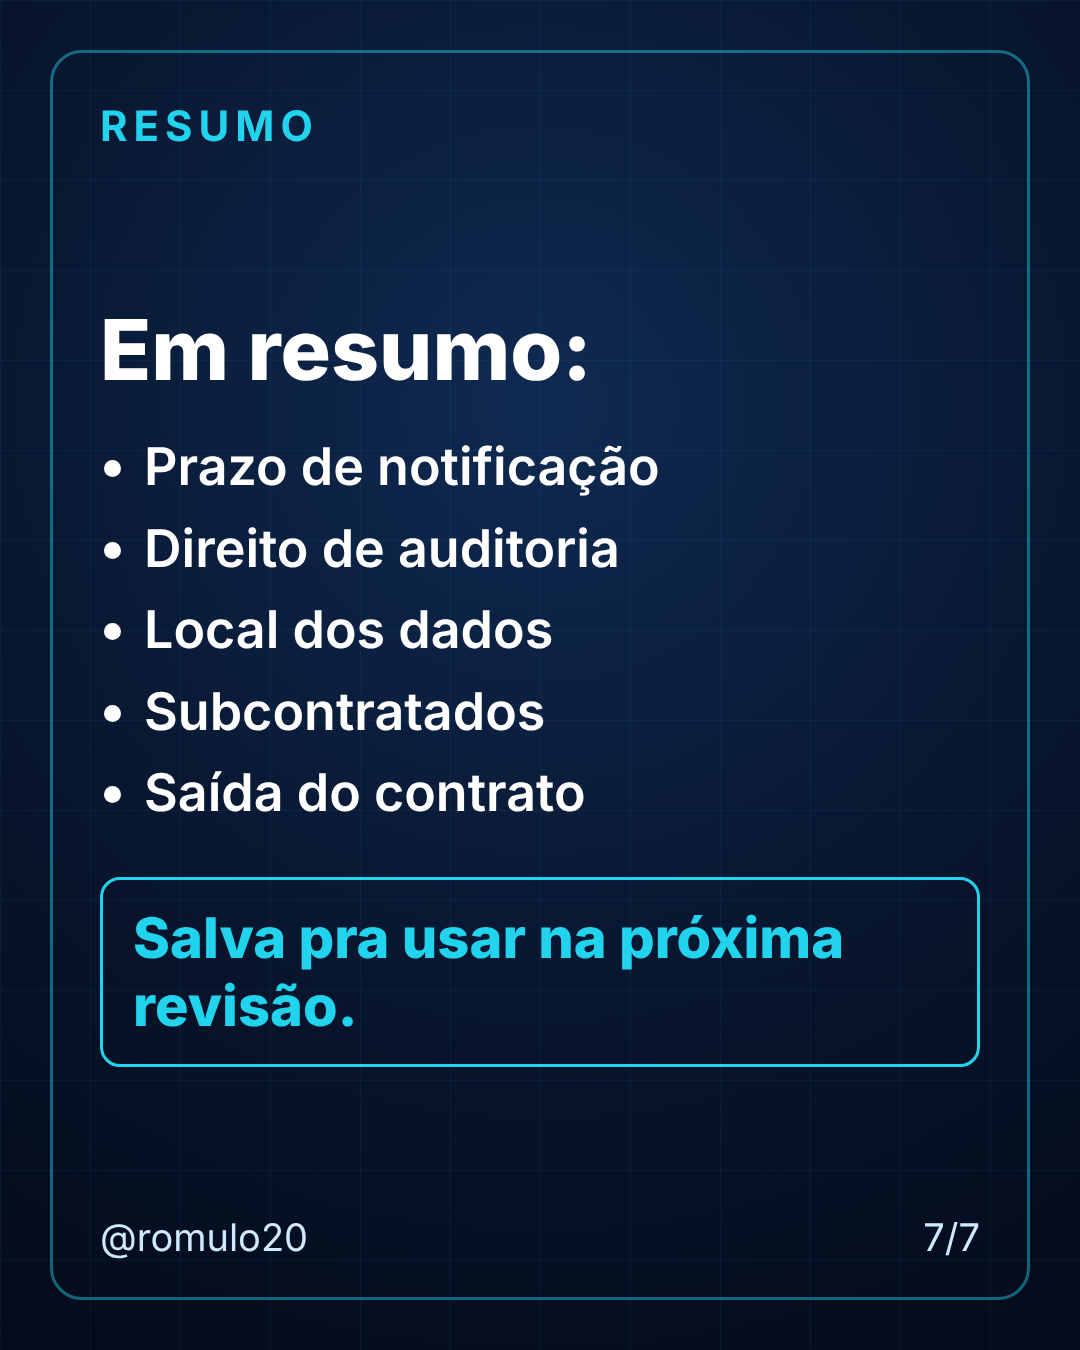 RESUMO
Em resumo:
• Prazo de notificação
• Direito de auditoria
• Local dos dados
• Subcontratados
• Saída do contrato
Salva pra usar na próxima
revisão.
@romulo20
7/7